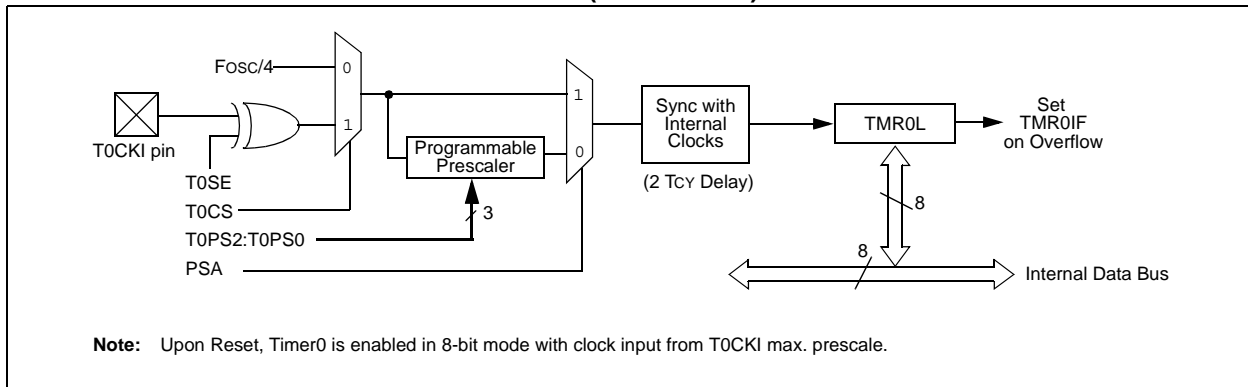 FOSC/4
0
1
T0CKI pin
T0SE
T0CS
T0PS2:T0PS0
PSA
Programmable
Prescaler
3
1
0
Sync with
Internal
Clocks
(2 TCY Delay)
TMR0L
Set
TMR0IF
on Overflow
8
8
Internal Data Bus
Note: Upon Reset, Timer0 is enabled in 8-bit mode with clock input from T0CKI max. prescale.